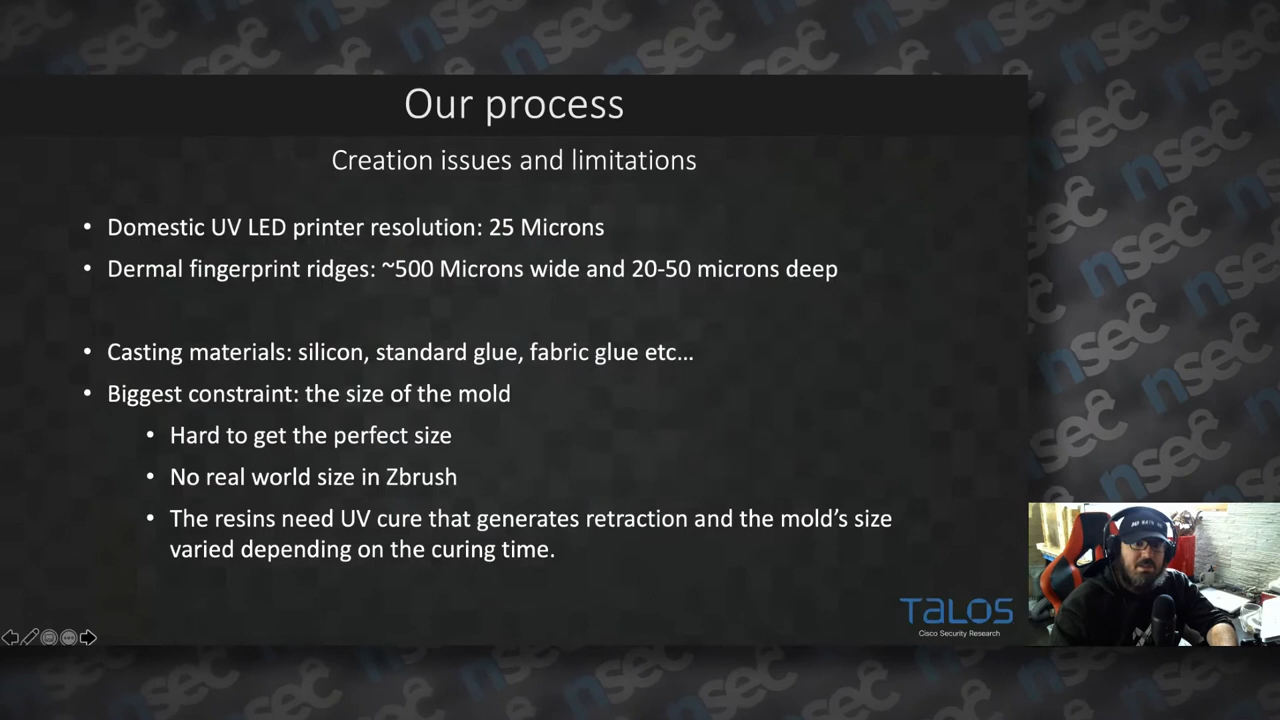 Our process
Creation issues and limitations
• Domestic UV LED printer resolution: 25 Microns
• Dermal fingerprint ridges: ~500 Microns wide and 20-50 microns deep
• Casting materials: silicon, standard glue, fabric glue etc...
• Biggest constraint: the size of the mold
• Hard to get the perfect size
• No real world size in Zbrush
• The resins need UV cure that generates retraction and the mold's size
varied depending on the curing time.
TALOS
Cisco Security Research
nsec